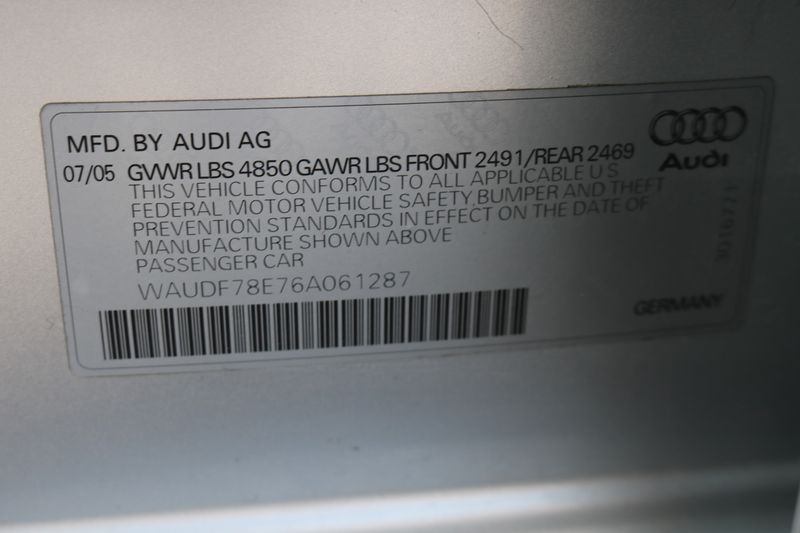 MFD. BY AUDI AG
07/05 GVWR LBS 4850 GAWR LBS FRONT 2491/REAR 2469
THIS VEHICLE CONFORMS TO ALL APPLICABLE U S
FEDERAL MOTOR VEHICLE SAFETY,BUMPER AND THEFT
PREVENTION STANDARDS IN EFFECT ON THE DATE OF
MANUFACTURE SHOWN ABOVE
PASSENGER CAR
WAUDF78E76A061287
Audi
GERMANY